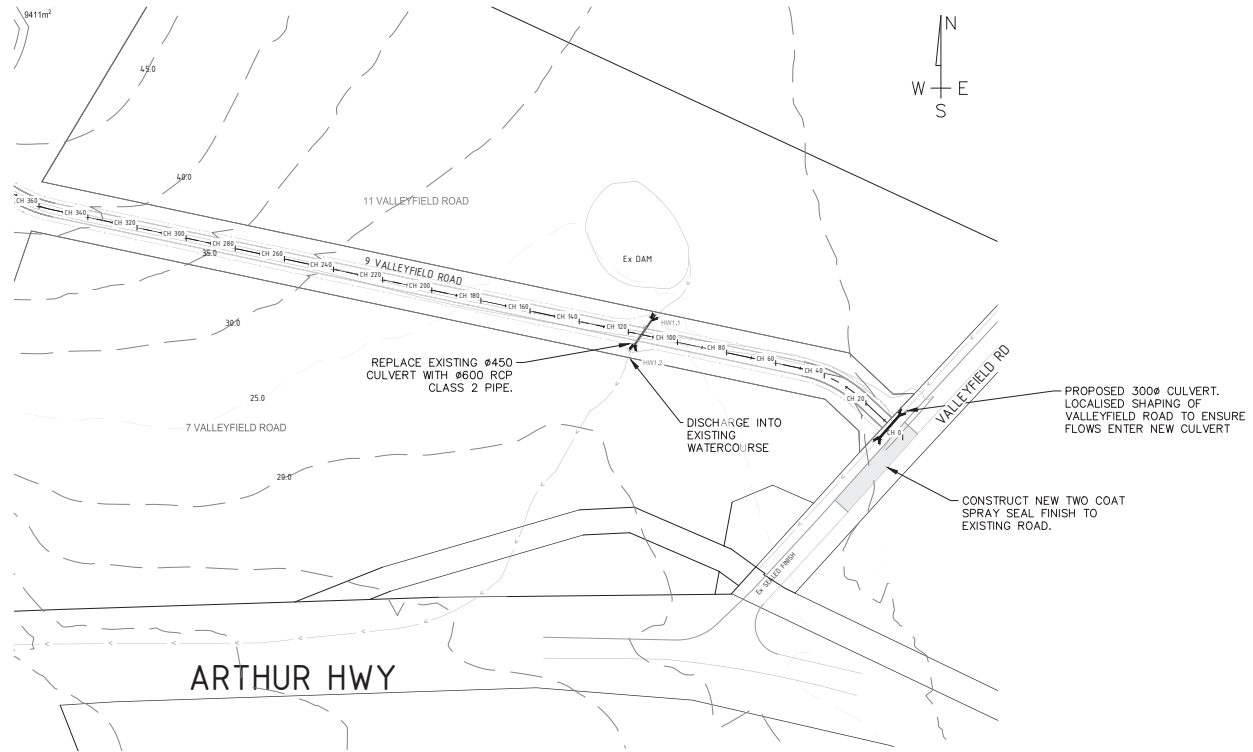 9411m²
N
W E
S
45.0
40.0
11 VALLEYFIELD ROAD
CH 360
CH 340
CH 320
CH 300
CH 280
CH 260
CH 240
CH 220
CH 200
CH 180
CH 160
CH 140
CH 120
CH 100
CH 80
CH 60
CH 40
CH 20
CH 0
35.0
9 VALLEYFIELD ROAD
Ex DAM
HW1.1
HW1.2
30.0
REPLACE EXISTING Ø450
CULVERT WITH Ø600 RCP
CLASS 2 PIPE.
25.0
7 VALLEYFIELD ROAD
DISCHARGE INTO
EXISTING
WATERCOURSE
VALLEYFIELD RD
PROPOSED 300Ø CULVERT.
LOCALISED SHAPING OF
VALLEYFIELD ROAD TO ENSURE
FLOWS ENTER NEW CULVERT
20.0
CONSTRUCT NEW TWO COAT
SPRAY SEAL FINISH TO
EXISTING ROAD.
Ex SEALED FINISH
ARTHUR HWY